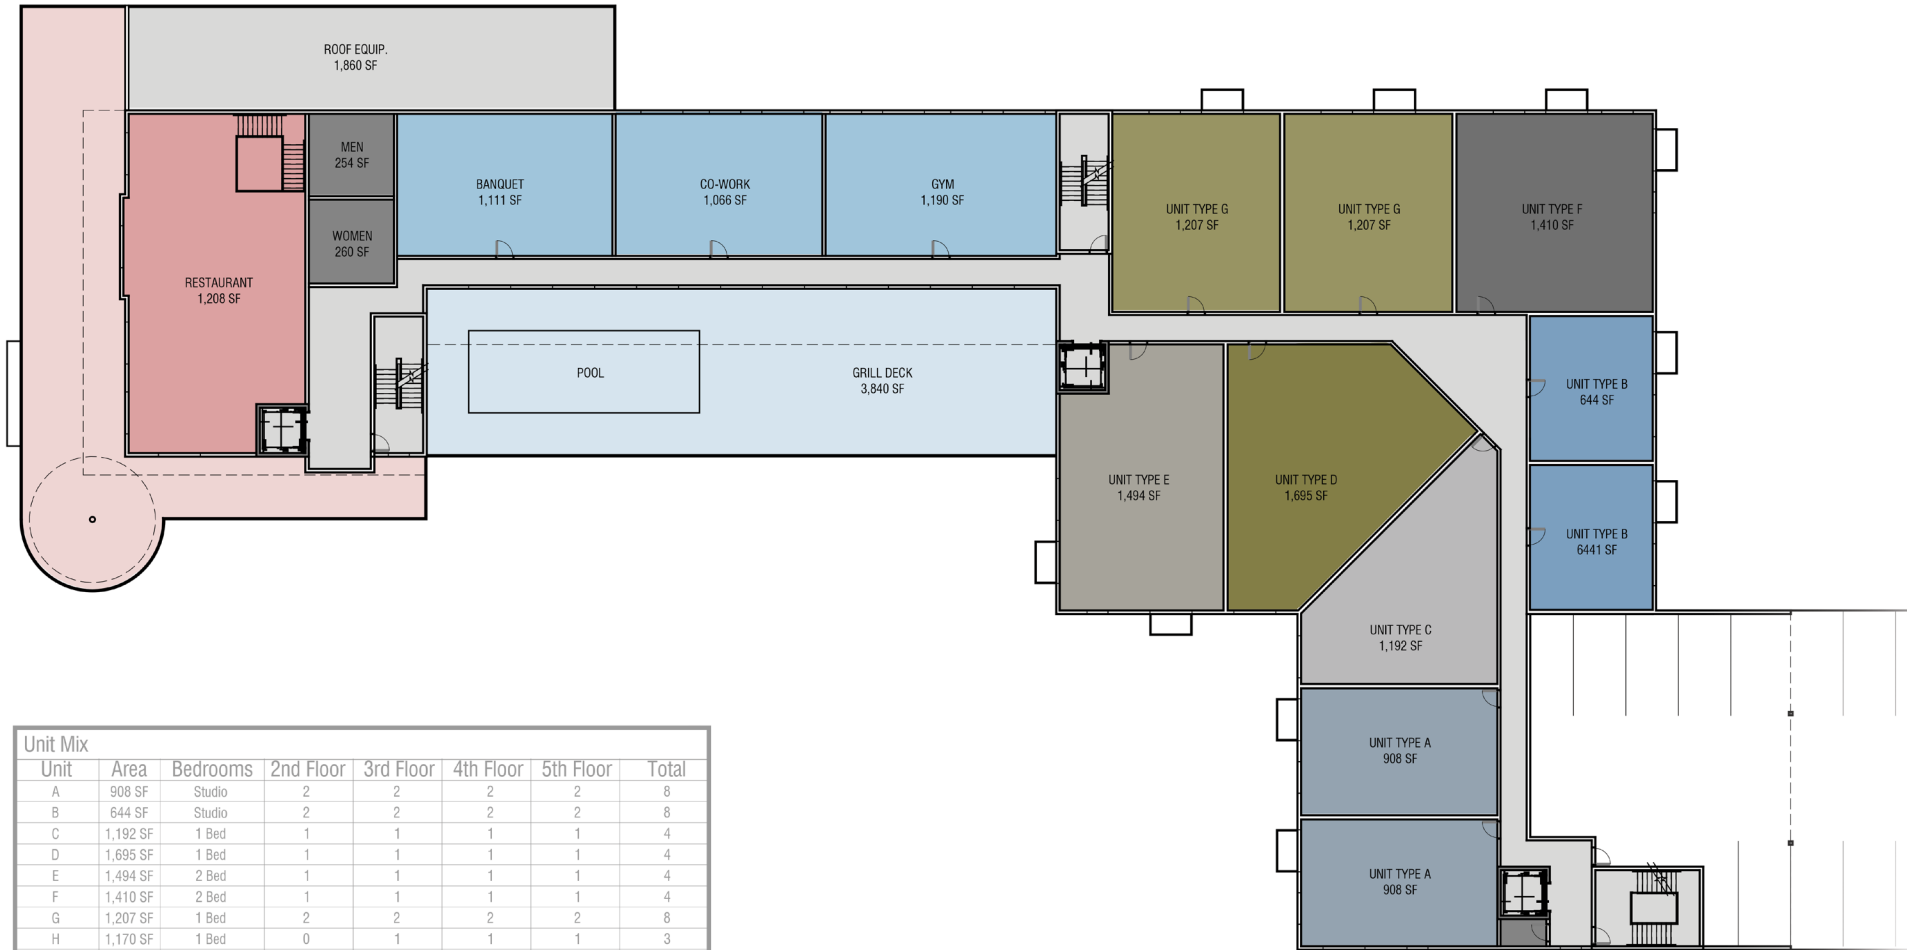 ROOF EQUIP.
1,860 SF
MEN
254 SF
WOMEN
260 SF
RESTAURANT
1,208 SF
BANQUET
1,111 SF
CO-WORK
1,066 SF
GYM
1,190 SF
UNIT TYPE G
1,207 SF
UNIT TYPE G
1,207 SF
UNIT TYPE F
1,410 SF
POOL
GRILL DECK
3,840 SF
UNIT TYPE B
644 SF
UNIT TYPE E
1,494 SF
UNIT TYPE D
1,695 SF
UNIT TYPE B
6441 SF
UNIT TYPE C
1,192 SF
UNIT TYPE A
908 SF
UNIT TYPE A
908 SF
Unit Mix
Unit Area Bedrooms 2nd Floor 3rd Floor 4th Floor 5th Floor Total
A 908 SF Studio 2 2 2 2 8
B 644 SF Studio 2 2 2 2 8
C 1,192 SF 1 Bed 1 1 1 1 4
D 1,695 SF 1 Bed 1 1 1 1 4
E 1,494 SF 2 Bed 1 1 1 1 4
F 1,410 SF 2 Bed 1 1 1 1 4
G 1,207 SF 1 Bed 2 2 2 2 8
H 1,170 SF 1 Bed 0 1 1 1 3